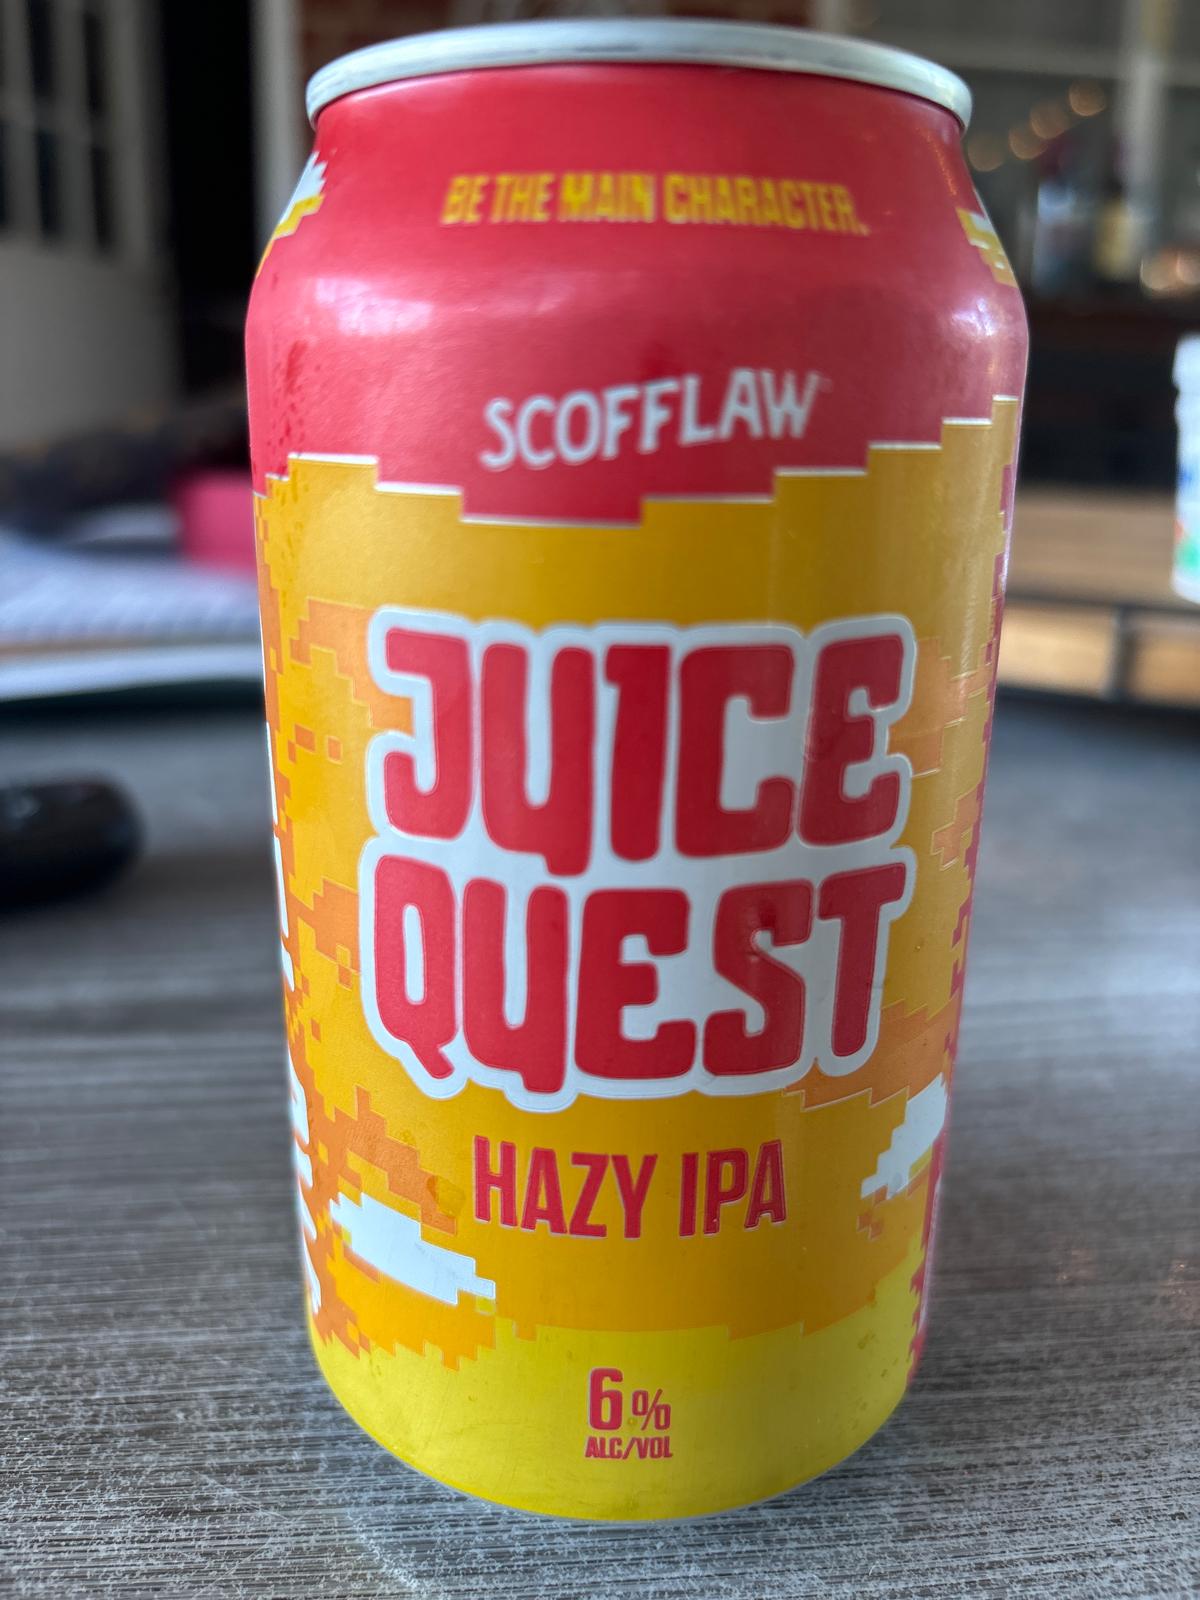 BE THE MAIN CHARACTER.
SCOFFLAW
JUICE
QUEST
HAZY IPA
6%
ALC/VOL